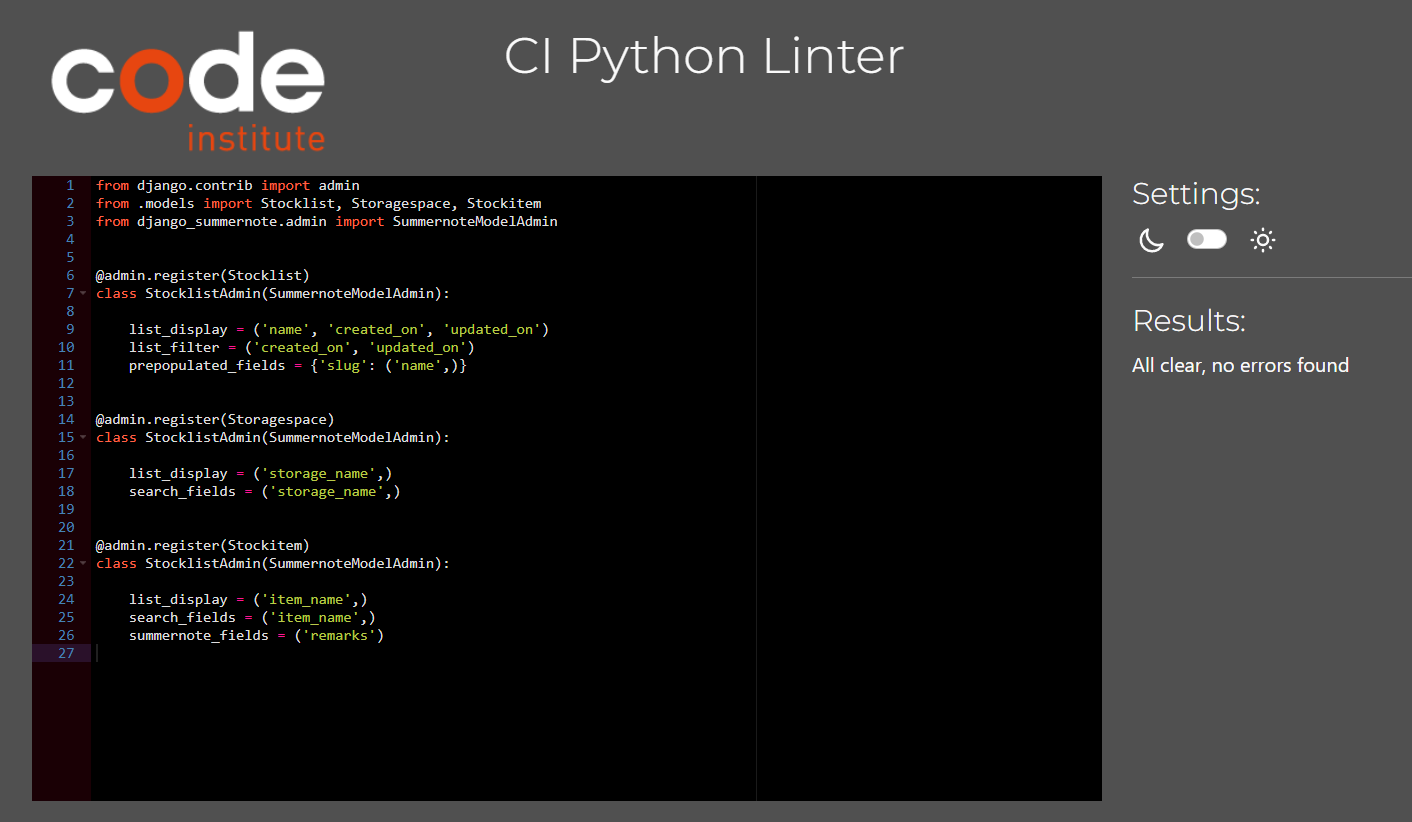 code
institute
CI Python Linter
1 from django.contrib import admin
2 from .models import Stocklist, Storagespace, Stockitem
3 from django_summernote.admin import SummernoteModelAdmin
4
5
6 @admin.register(Stocklist)
7 class StocklistAdmin(SummernoteModelAdmin):
8
9     list_display = ('name', 'created_on', 'updated_on')
10     list_filter = ('created_on', 'updated_on')
11     prepopulated_fields = {'slug': ('name',)}
12
13
14 @admin.register(Storagespace)
15 class StocklistAdmin(SummernoteModelAdmin):
16
17     list_display = ('storage_name',)
18     search_fields = ('storage_name',)
19
20
21 @admin.register(Stockitem)
22 class StocklistAdmin(SummernoteModelAdmin):
23
24     list_display = ('item_name',)
25     search_fields = ('item_name',)
26     summernote_fields = ('remarks')
27
Settings:
Results:
All clear, no errors found